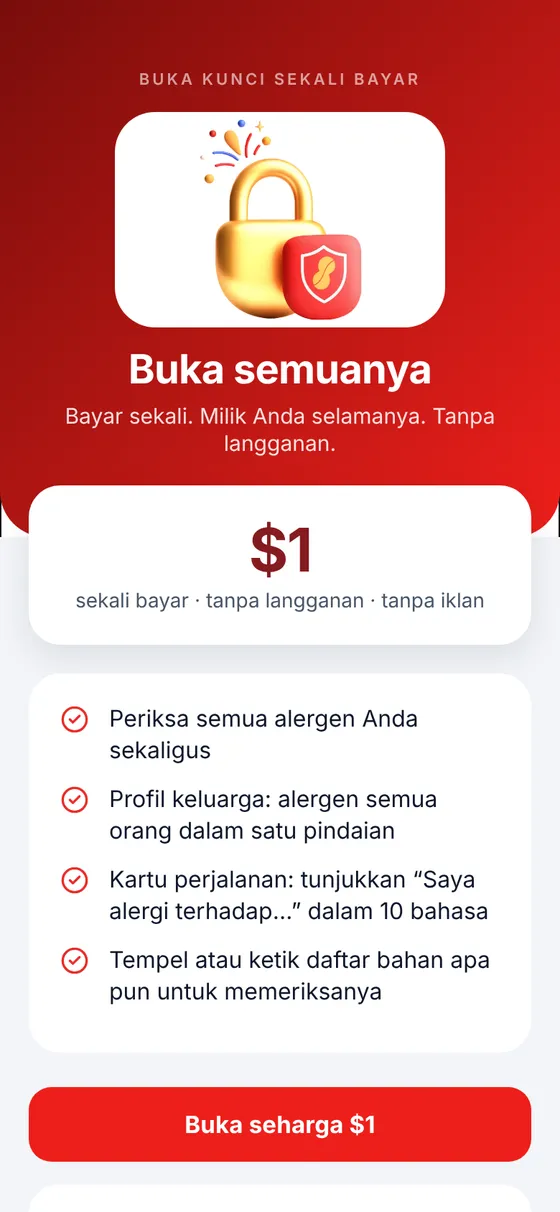 BUKA KUNCI SEKALI BAYAR
Buka semuanya
Bayar sekali. Milik Anda selamanya. Tanpa
langganan.
$1
sekali bayar · tanpa langganan · tanpa iklan
Periksa semua alergen Anda
sekaligus
Profil keluarga: alergen semua
orang dalam satu pindaian
Kartu perjalanan: tunjukkan “Saya
alergi terhadap…” dalam 10 bahasa
Tempel atau ketik daftar bahan apa
pun untuk memeriksanya
Buka seharga $1